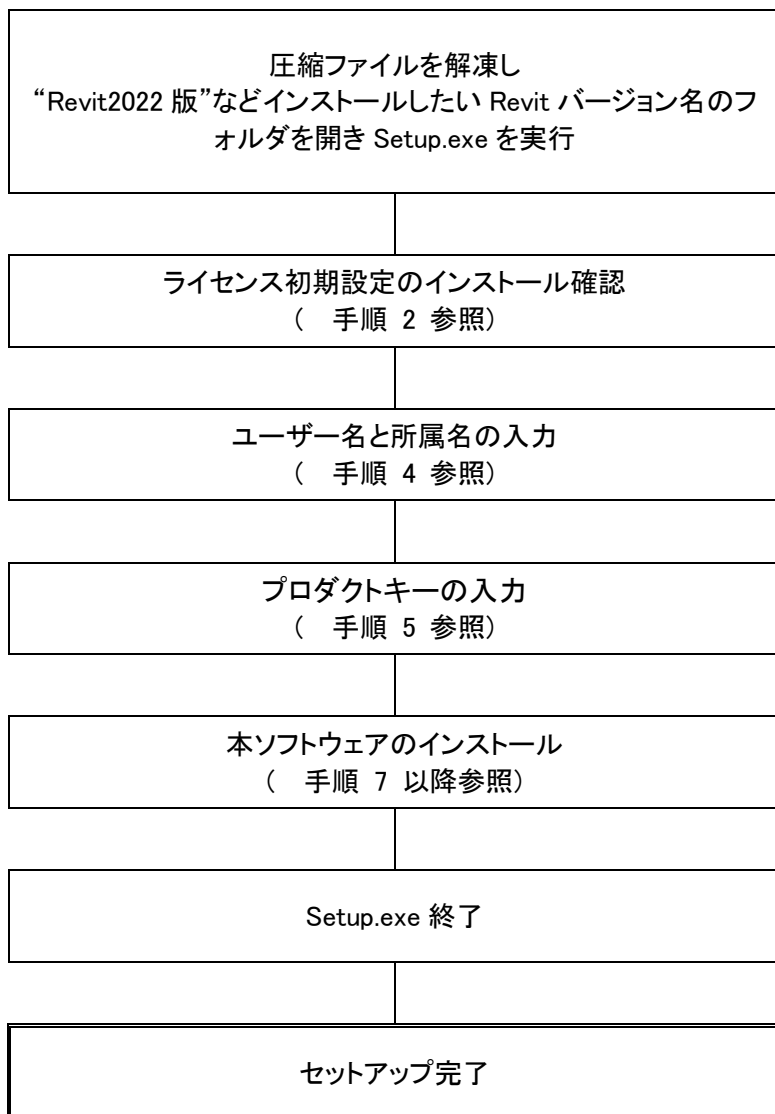 圧縮ファイルを解凍し
“Revit2022 版”などインストールしたい Revit バージョン名のフ
ォルダを開き Setup.exe を実行
ライセンス初期設定のインストール確認
( 手順 2 参照)
ユーザー名と所属名の入力
( 手順 4 参照)
プロダクトキーの入力
( 手順 5 参照)
本ソフトウェアのインストール
( 手順 7 以降参照)
Setup.exe 終了
セットアップ完了